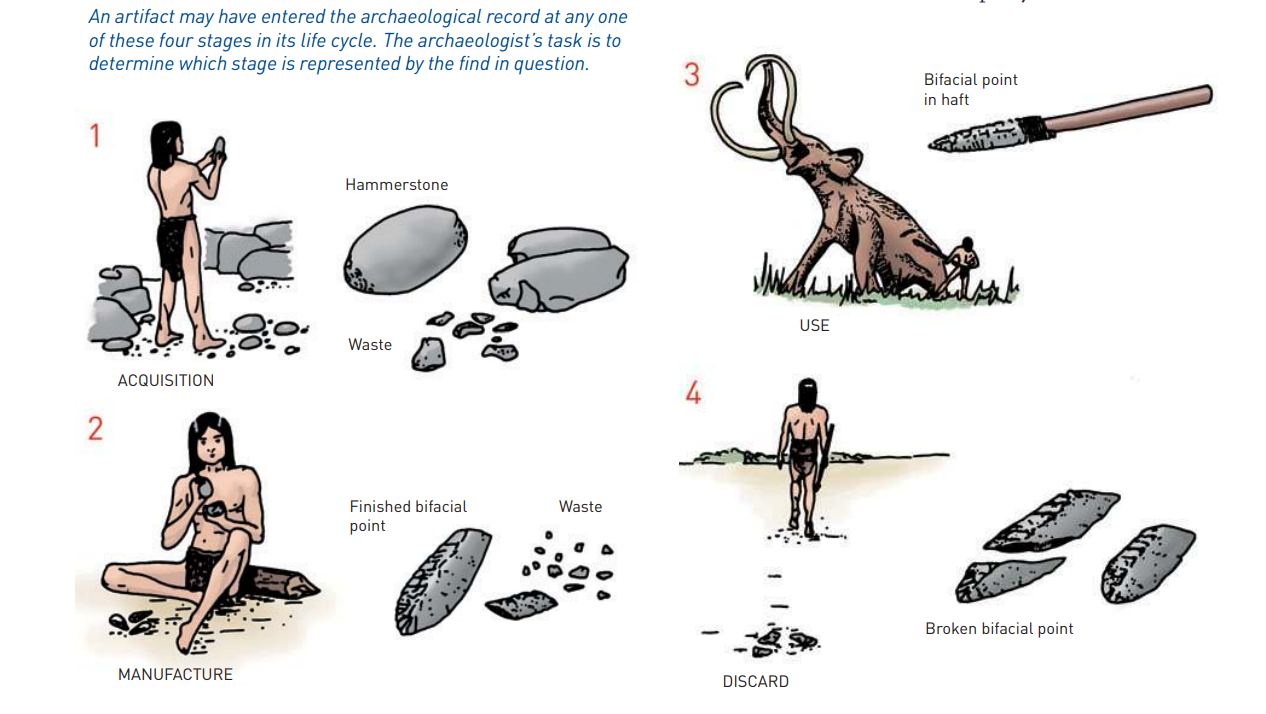 An artifact may have entered the archaeological record at any one
of these four stages in its life cycle. The archaeologist’s task is to
determine which stage is represented by the find in question.
1
Hammerstone
Waste
ACQUISITION
2
Finished bifacial
point
Waste
MANUFACTURE
3
Bifacial point
in haft
USE
4
Broken bifacial point
DISCARD